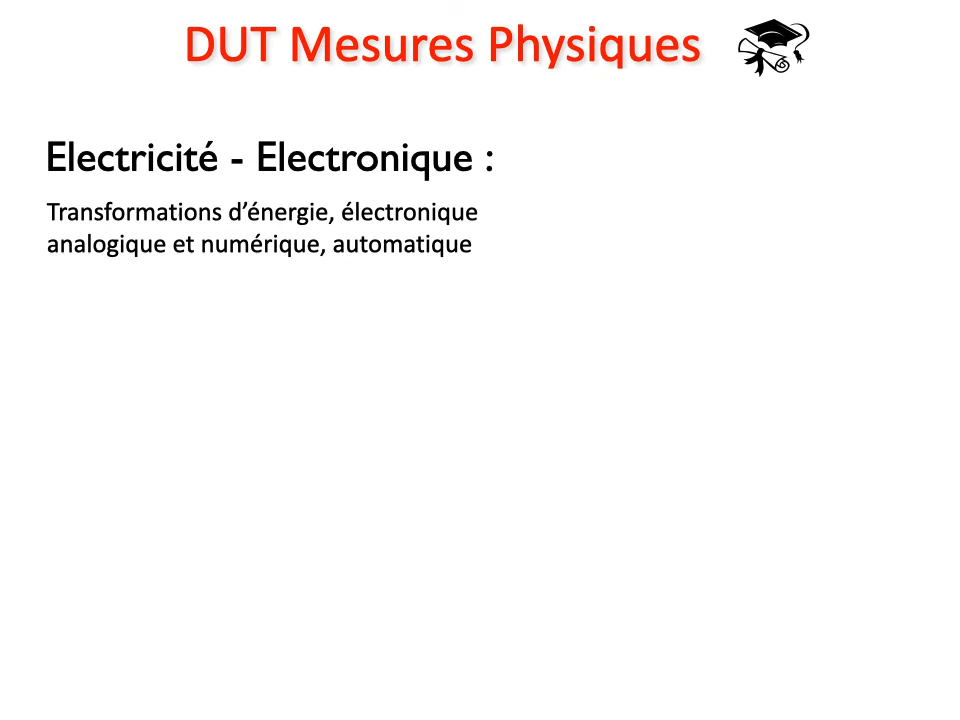 DUT Mesures Physiques
Electricité - Electronique :
Transformations d’énergie, électronique
analogique et numérique, automatique